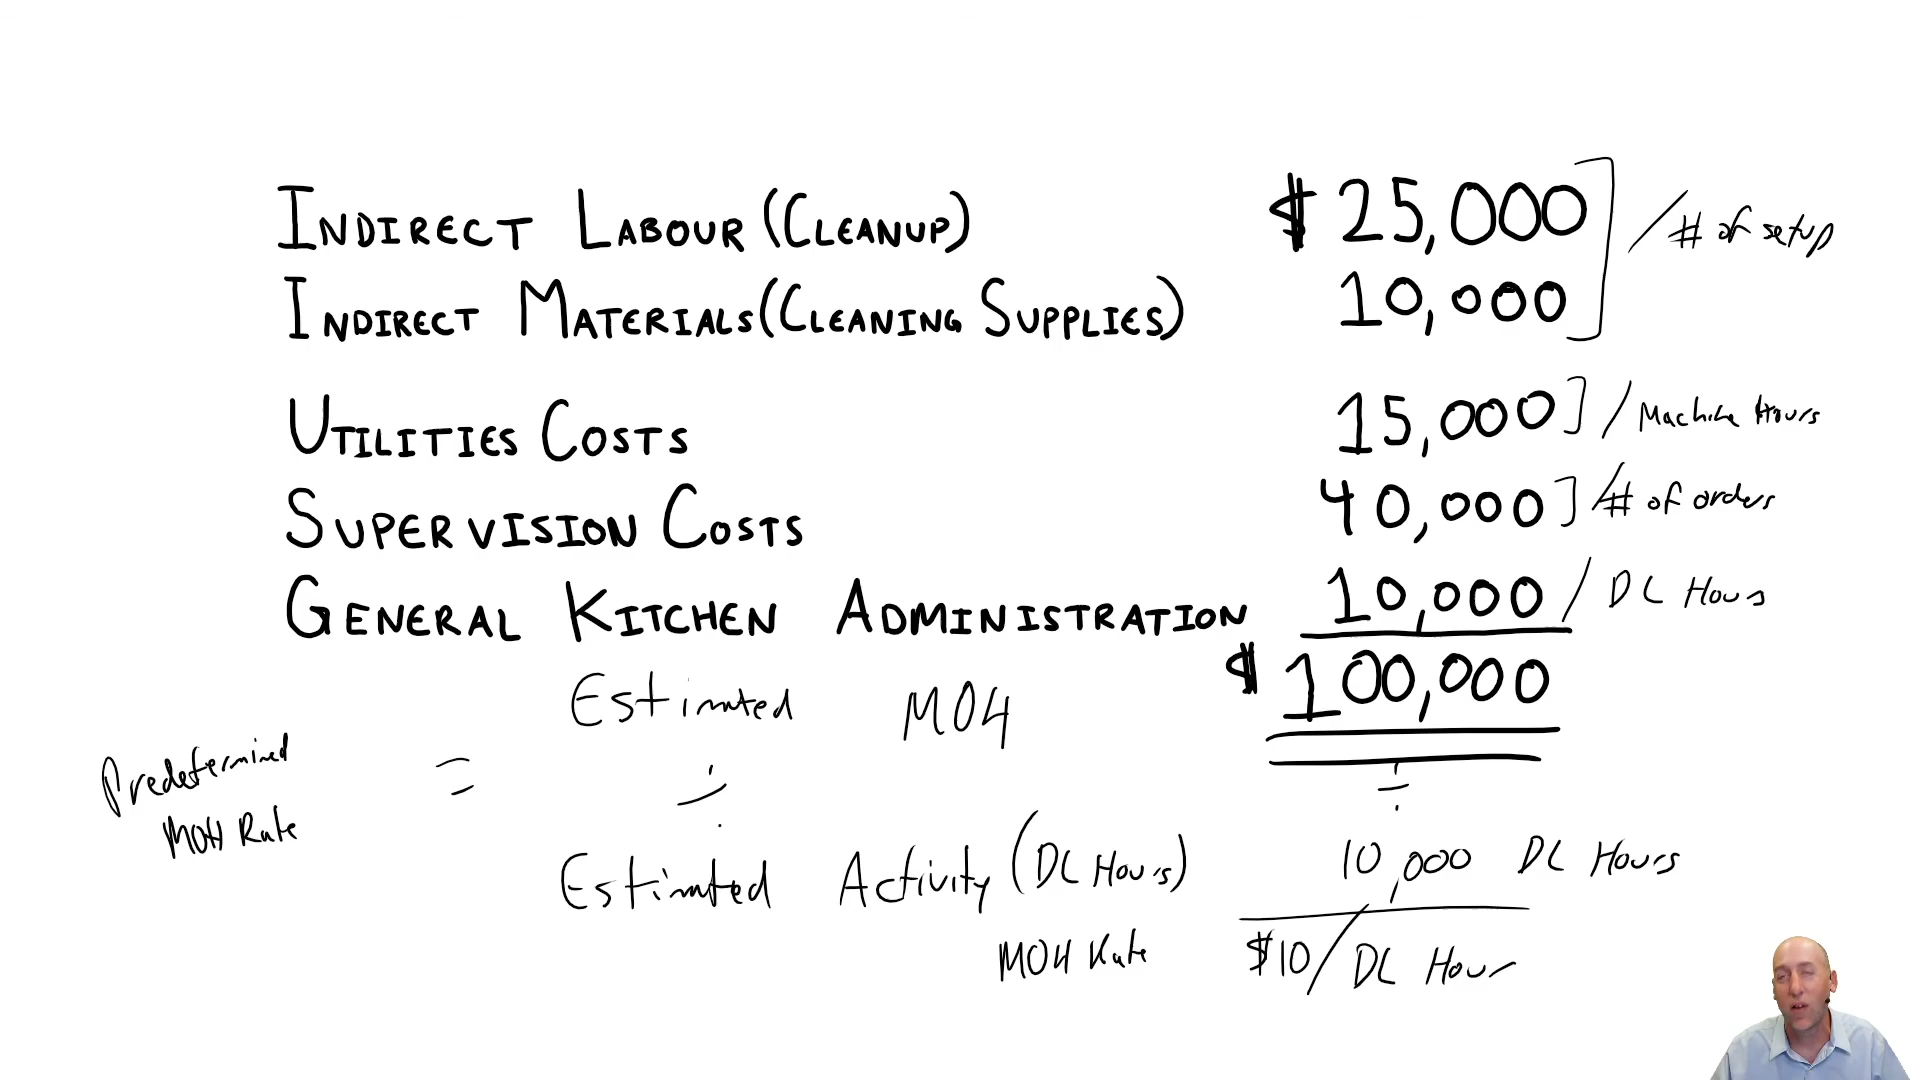 INDIRECT LABOUR (CLEANUP) $ 25,000 ] / # of setup
INDIRECT MATERIALS (CLEANING SUPPLIES) 10,000
UTILITIES COSTS 15,000 ] / Machine Hours
SUPERVISION COSTS 40,000 ] / # of orders
GENERAL KITCHEN ADMINISTRATION 10,000 / DL Hours
Estimated MOH $ 100,000
Predetermined
MOH Rate
= ÷ ÷
Estimated Activity (DL Hours) 10,000 DL Hours
MOH Rate $10 / DL Hour